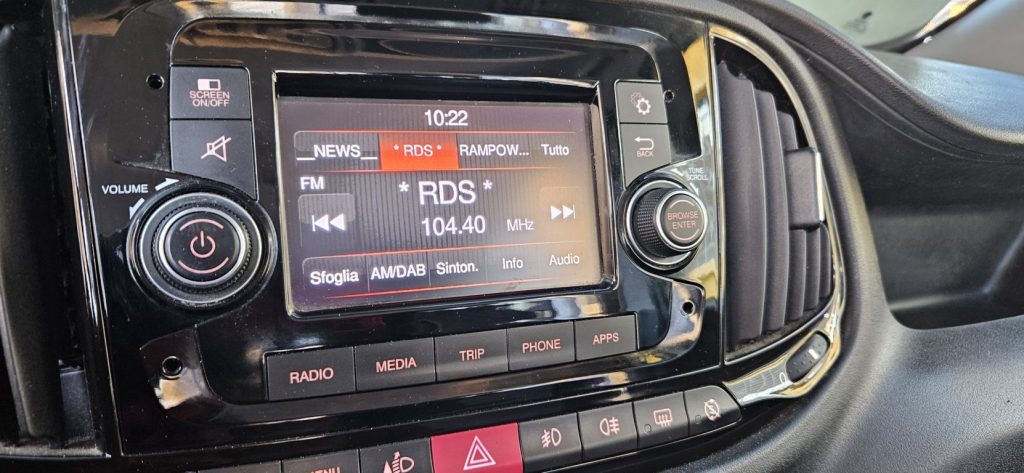 SCREEN
ON/OFF
VOLUME
10:22
__NEWS__ * RDS * RAMPOW... Tutto
FM
* RDS *
104.40 MHz
Sfoglia AM/DAB Sinton. Info Audio
BACK
TUNE
SCROLL
BROWSE
ENTER
RADIO MEDIA TRIP PHONE APPS
MENU